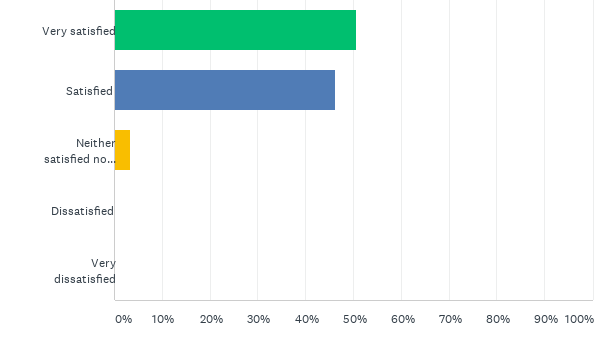 Very satisfied
Satisfied
Neither
satisfied no...
Dissatisfied
Very
dissatisfied
0% 10% 20% 30% 40% 50% 60% 70% 80% 90% 100%